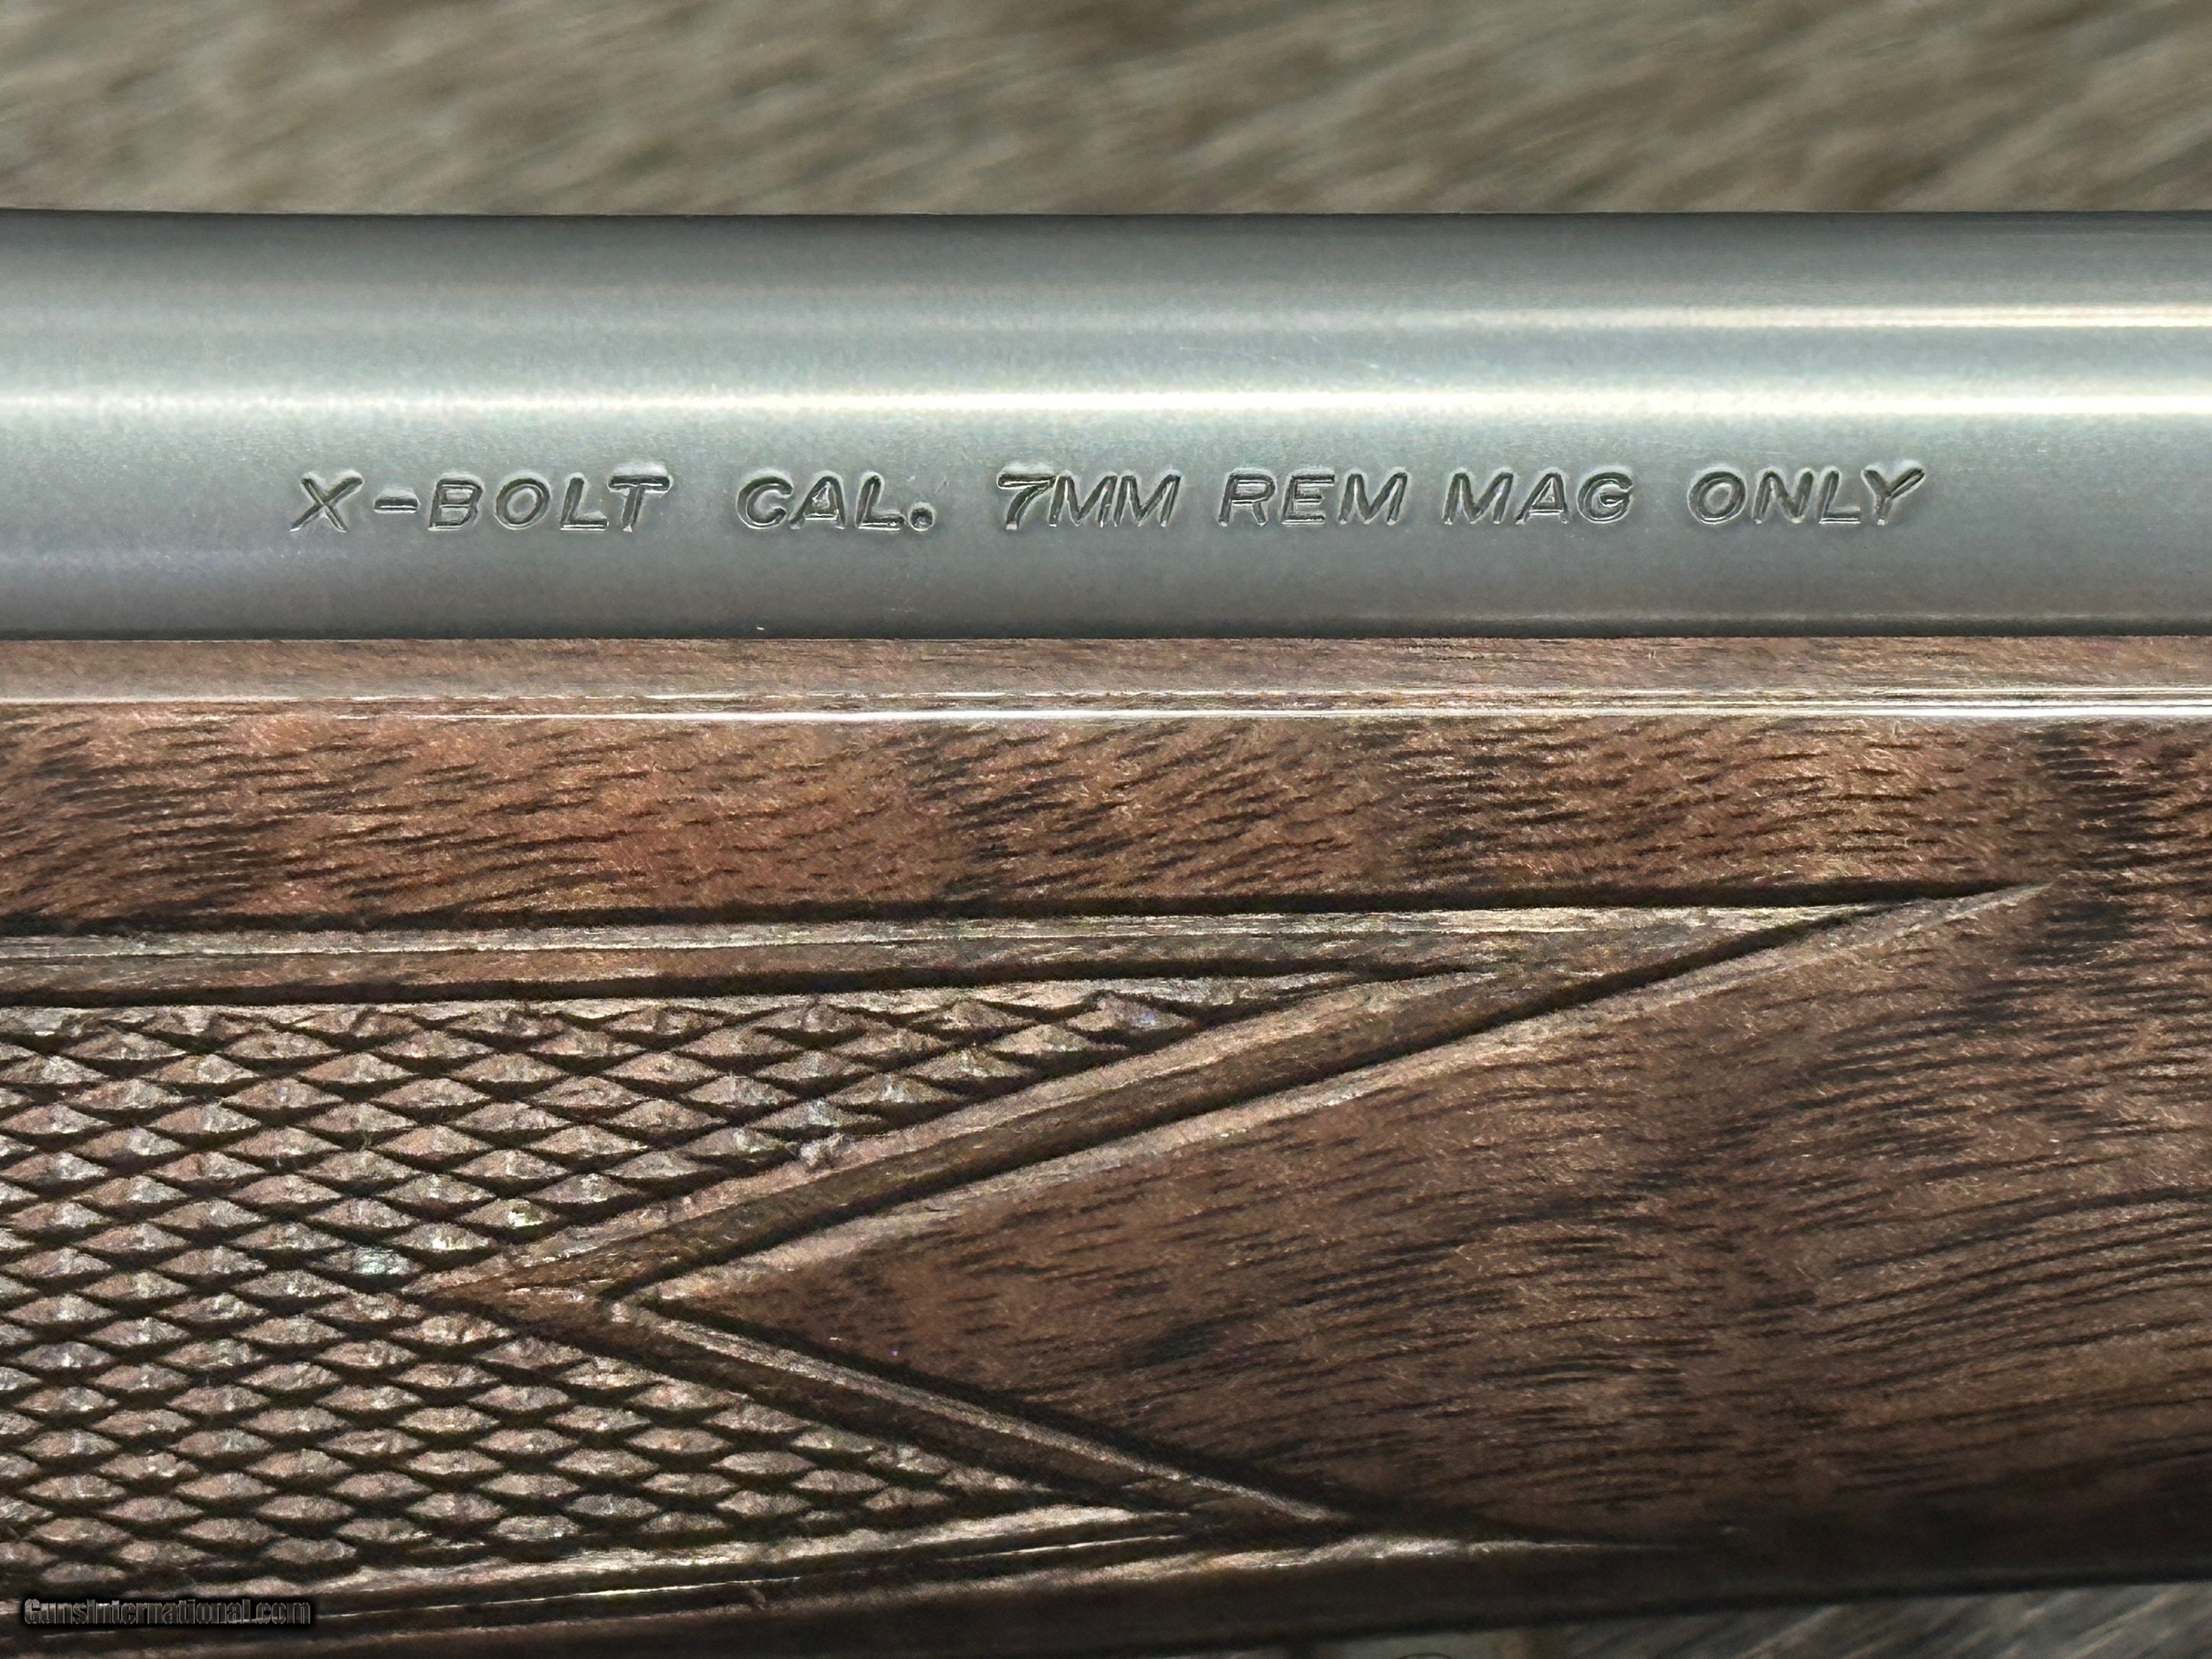 X-BOLT CAL. 7MM REM MAG ONLY
GunsInternational.com